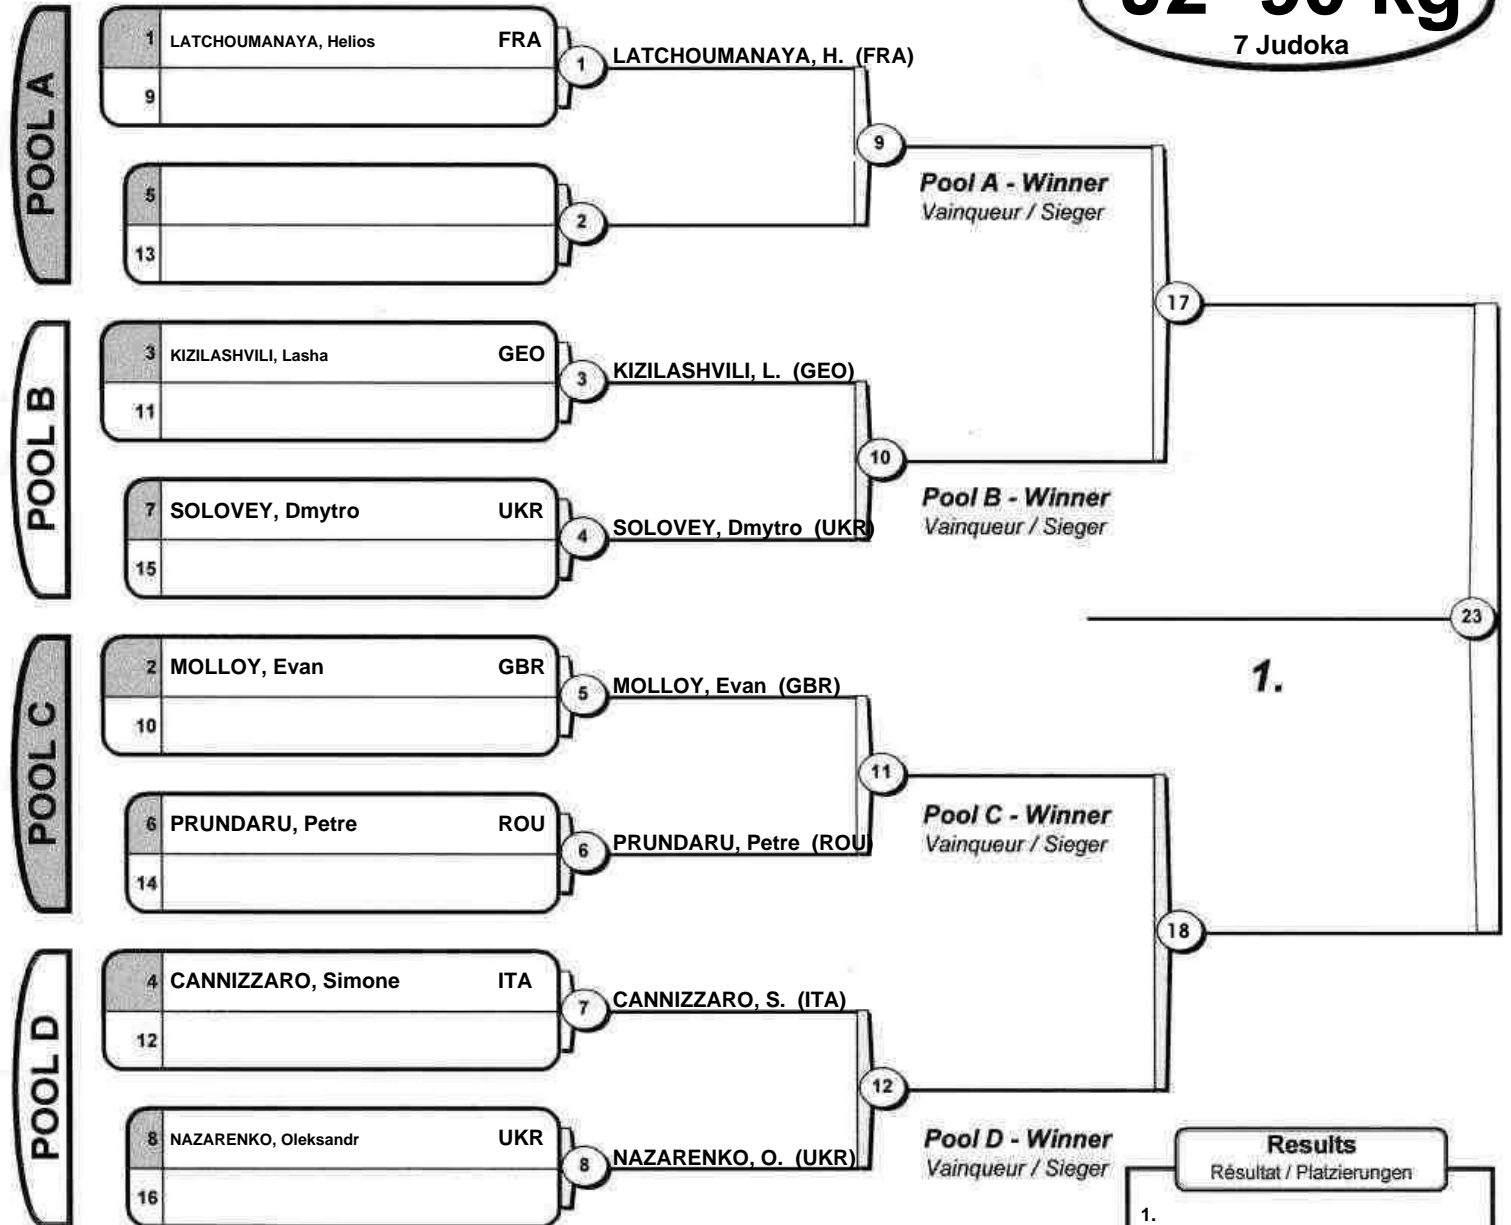 7 Judoka
POOL A
1 LATCHOUMANAYA, Helios FRA
9
1
LATCHOUMANAYA, H. (FRA)
5
13
2
9
Pool A - Winner
Vainqueur / Sieger
POOL B
3 KIZILASHVILI, Lasha GEO
11
3
KIZILASHVILI, L. (GEO)
7 SOLOVEY, Dmytro UKR
15
4
SOLOVEY, Dmytro (UKR)
10
Pool B - Winner
Vainqueur / Sieger
17
23
1.
POOL C
2 MOLLOY, Evan GBR
10
5
MOLLOY, Evan (GBR)
6 PRUNDARU, Petre ROU
14
6
PRUNDARU, Petre (ROU)
11
Pool C - Winner
Vainqueur / Sieger
18
POOL D
4 CANNIZZARO, Simone ITA
12
7
CANNIZZARO, S. (ITA)
8 NAZARENKO, Oleksandr UKR
16
8
NAZARENKO, O. (UKR)
12
Pool D - Winner
Vainqueur / Sieger
Results
Résultat / Platzierungen
1.